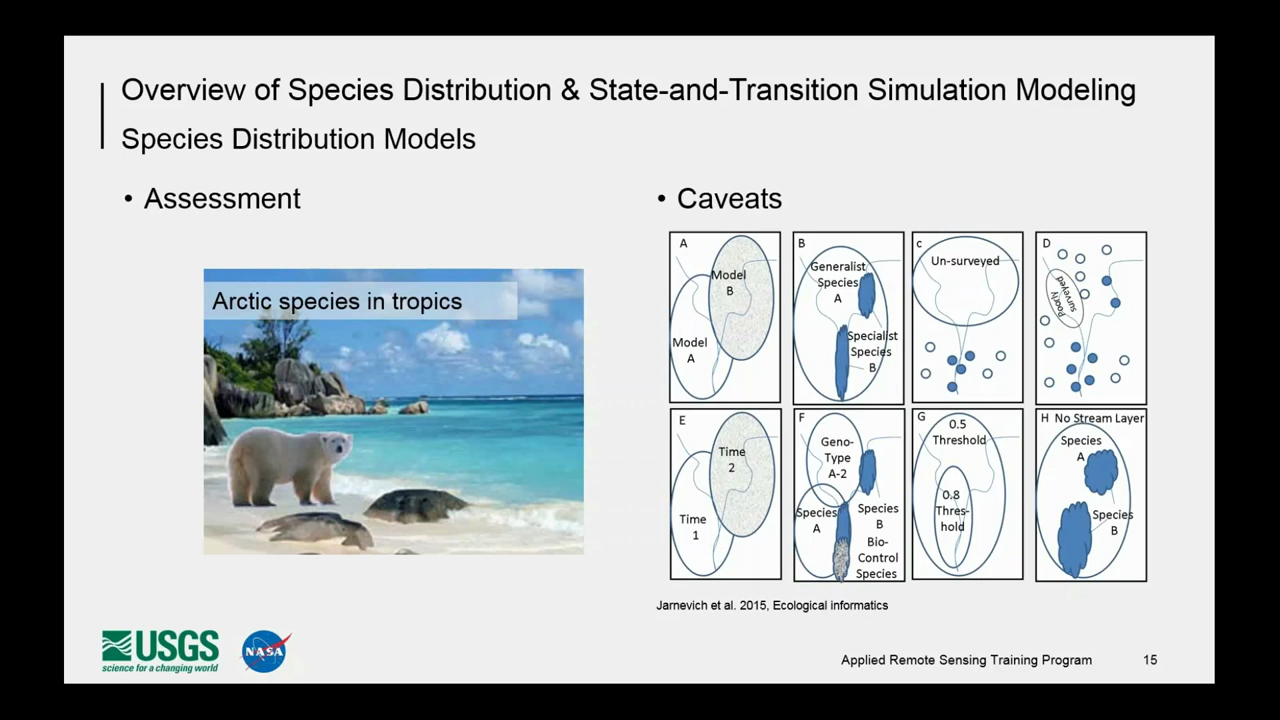 Overview of Species Distribution & State-and-Transition Simulation Modeling
Species Distribution Models
• Assessment
Arctic species in tropics
• Caveats
A
Model
B
Model
A
B
Generalist
Species
A
Specialist
Species
B
c
Un-surveyed
D
Poorly
surveyed
E
Time
2
Time
1
F
Geno-
Type
A-2
Species
A
Species
B
Bio-
Control
Species
G
0.5
Threshold
0.8
Thres-
hold
H No Stream Layer
Species
A
Species
B
Jarnevich et al. 2015, Ecological informatics
USGS
science for a changing world
NASA
Applied Remote Sensing Training Program
15